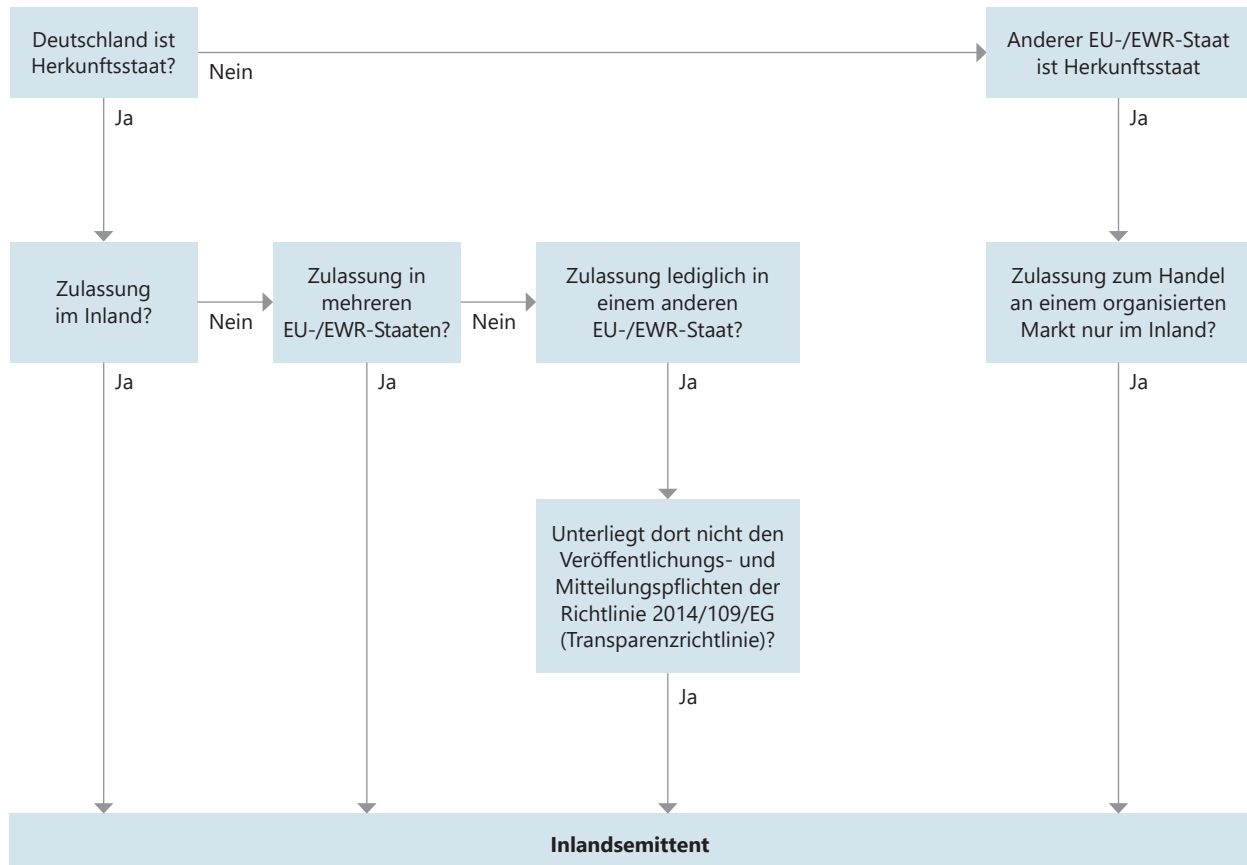 Deutschland ist
Herkunftsstaat?
Nein
Anderer EU-/EWR-Staat
ist Herkunftsstaat
Ja
Ja
Zulassung
im Inland?
Nein
Zulassung in
mehreren
EU-/EWR-Staaten?
Nein
Zulassung lediglich in
einem anderen
EU-/EWR-Staat?
Zulassung zum Handel
an einem organisierten
Markt nur im Inland?
Ja
Ja
Ja
Ja
Unterliegt dort nicht den
Veröffentlichungs- und
Mitteilungspflichten der
Richtlinie 2014/109/EG
(Transparenzrichtlinie)?
Ja
Inlandsemittent